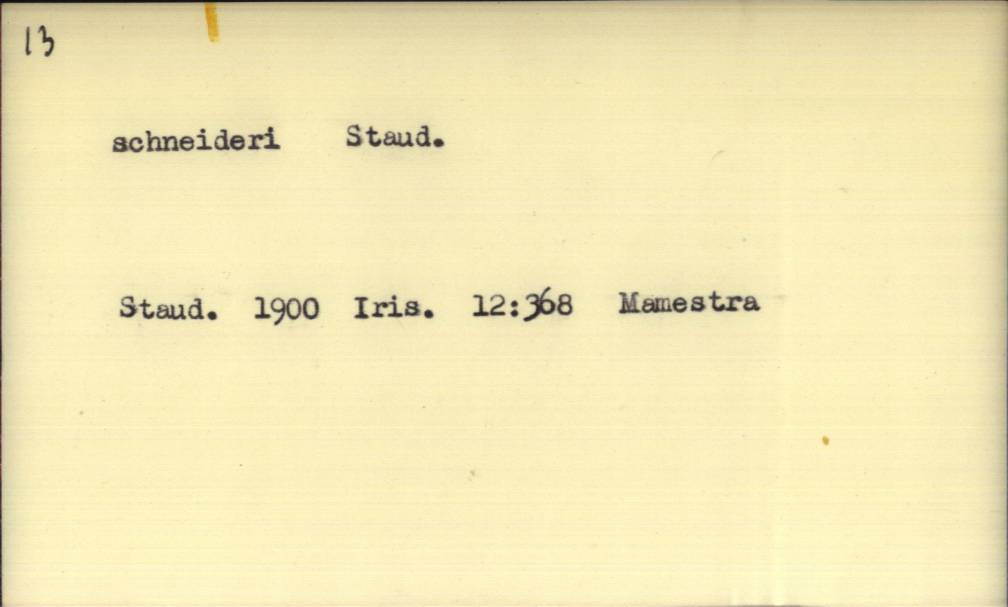 13
schneideri Staud.
Staud. 1900 Iris. 12:368 Mamestra